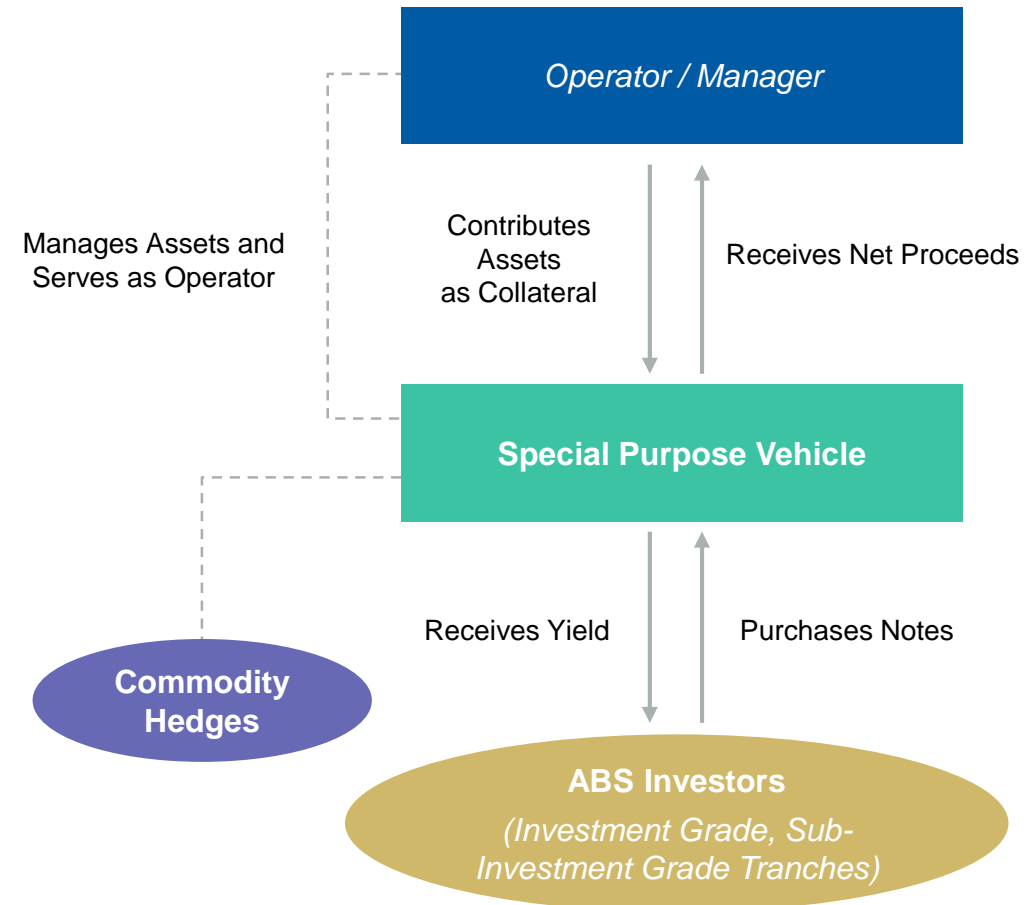 Operator / Manager
Manages Assets and
Serves as Operator
Contributes
Assets
as Collateral
Receives Net Proceeds
Special Purpose Vehicle
Receives Yield
Purchases Notes
Commodity
Hedges
ABS Investors
(Investment Grade, Sub-
Investment Grade Tranches)